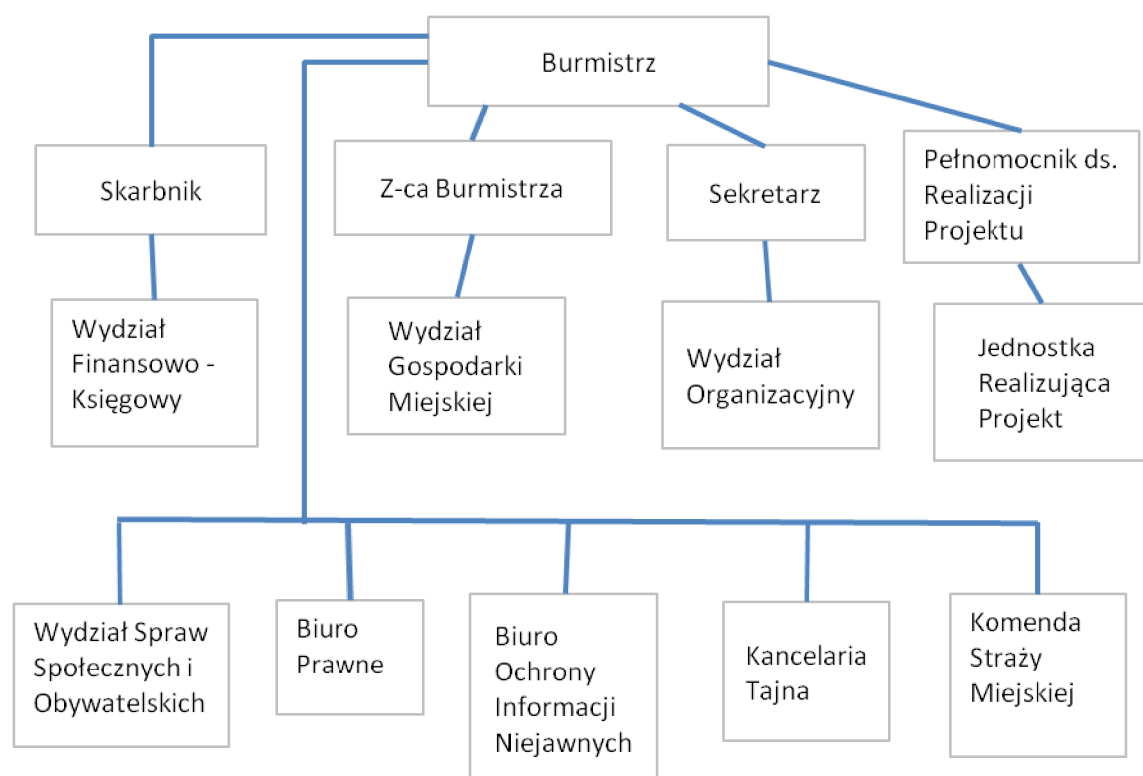 Burmistrz
Skarbnik
Z-ca Burmistrza
Sekretarz
Pełnomocnik ds.
Realizacji
Projektu
Wydział
Finansowo -
Księgowy
Wydział
Gospodarki
Miejskiej
Wydział
Organizacyjny
Jednostka
Realizująca
Projekt
Wydział Spraw
Społecznych i
Obywatelskich
Biuro
Prawne
Biuro
Ochrony
Informacji
Niejawnych
Kancelaria
Tajna
Komenda
Straży
Miejskiej